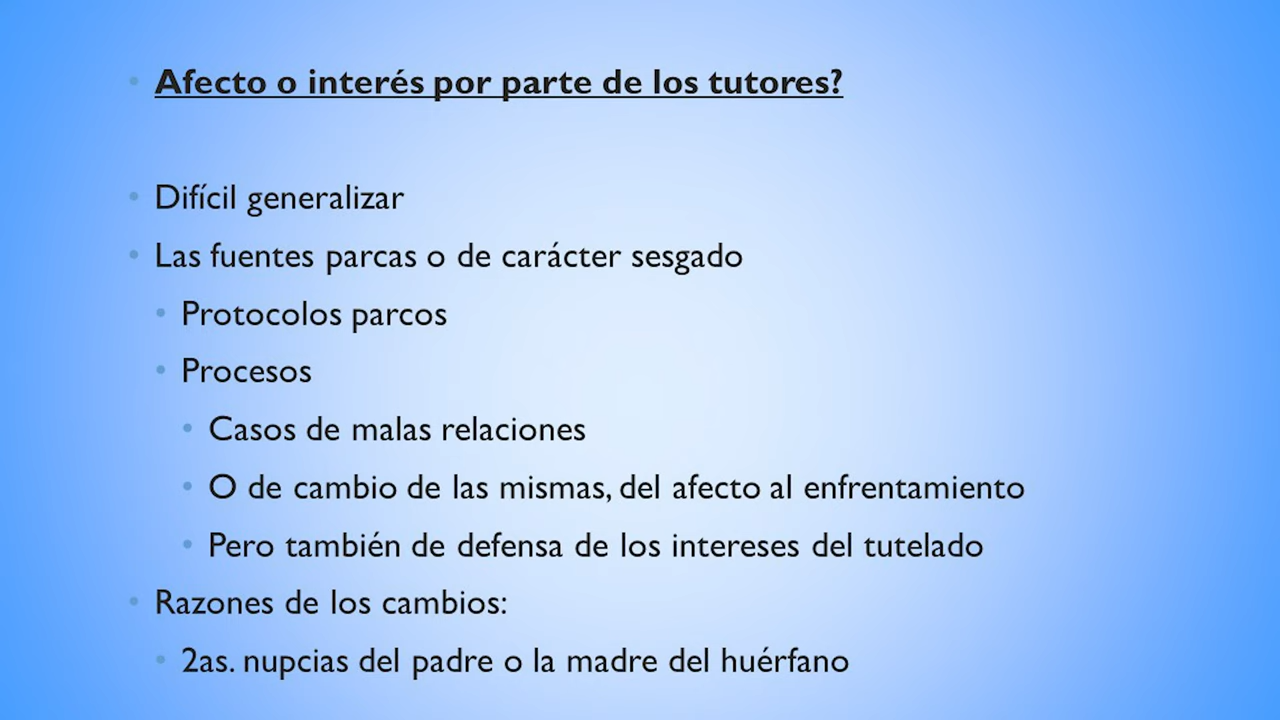 • Afecto o interés por parte de los tutores?
• Difícil generalizar
• Las fuentes parcas o de carácter sesgado
• Protocolos parcos
• Procesos
• Casos de malas relaciones
• O de cambio de las mismas, del afecto al enfrentamiento
• Pero también de defensa de los intereses del tutelado
• Razones de los cambios:
• 2as. nupcias del padre o la madre del huérfano